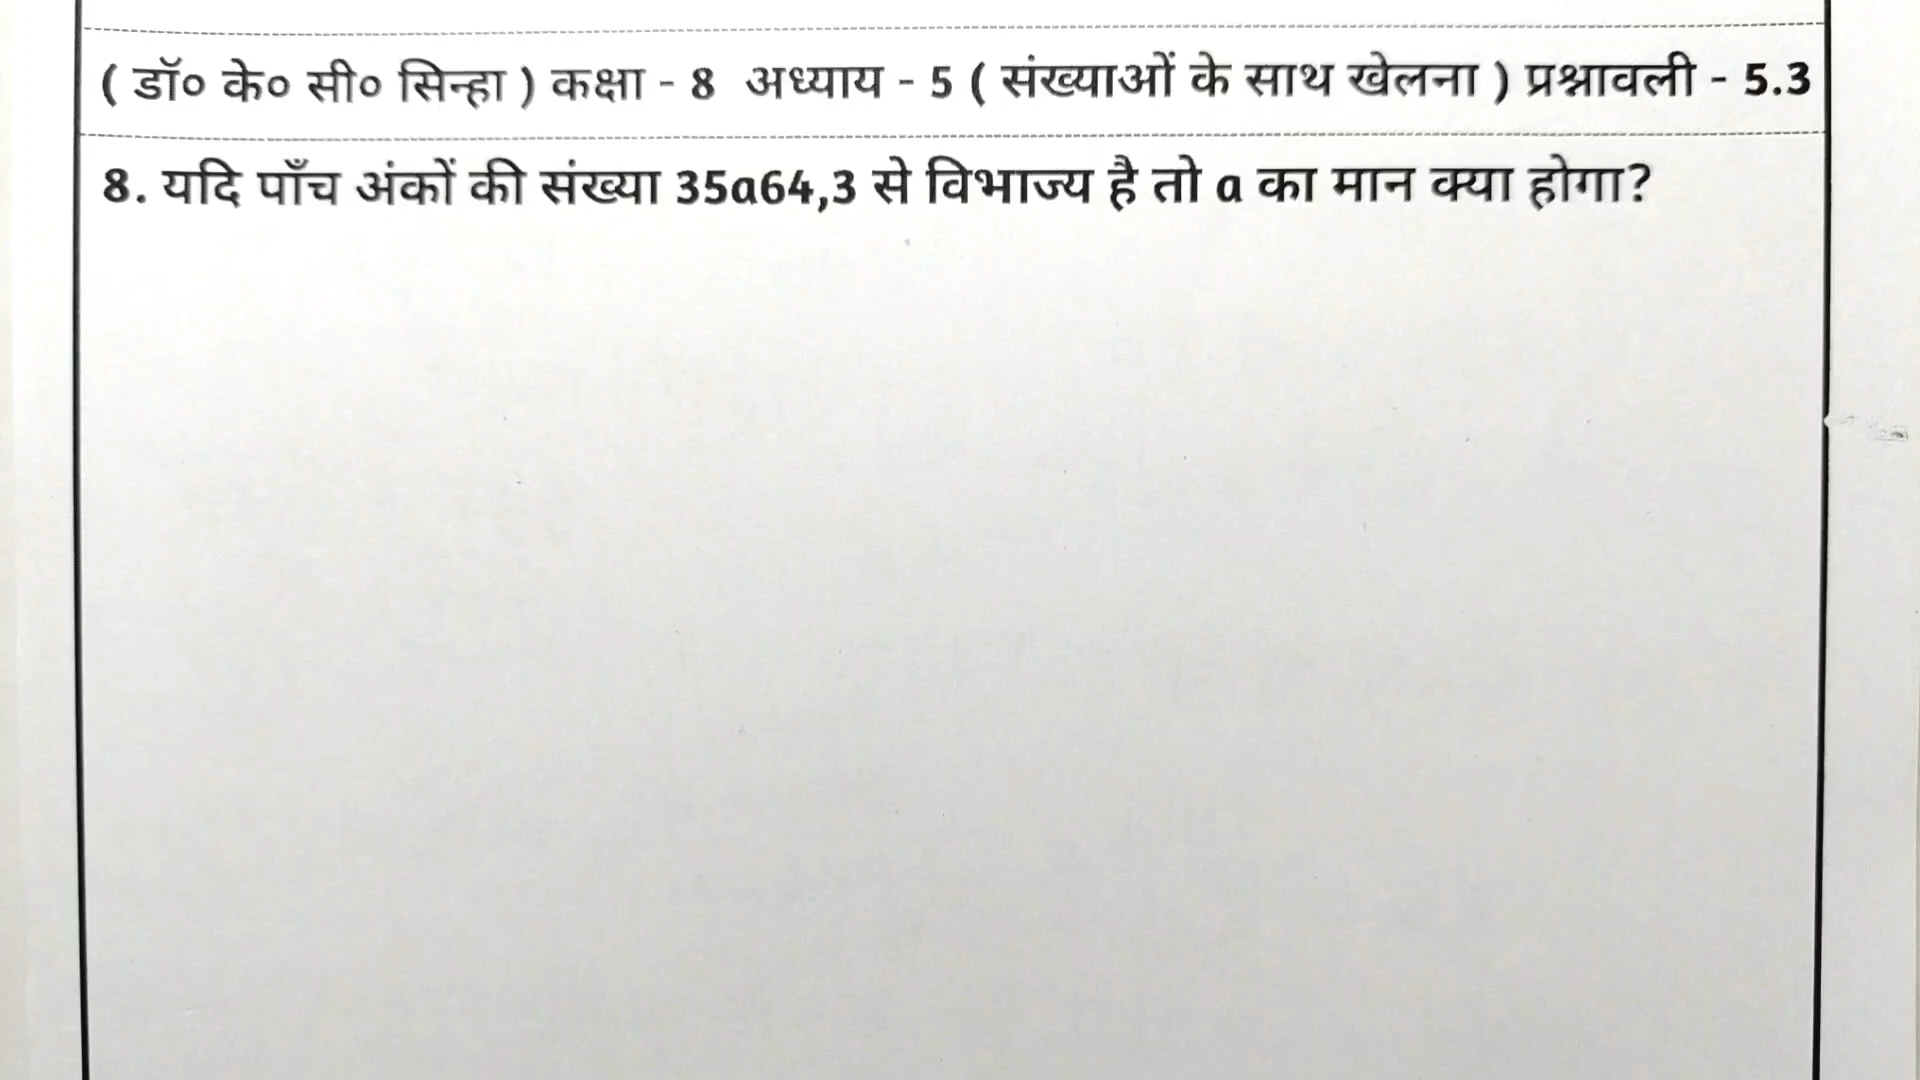 ( डॉ० के० सी० सिन्हा ) कक्षा - 8 अध्याय - 5 ( संख्याओं के साथ खेलना ) प्रश्नावली - 5.3
8. यदि पाँच अंकों की संख्या 35a64,3 से विभाज्य है तो a का मान क्या होगा?